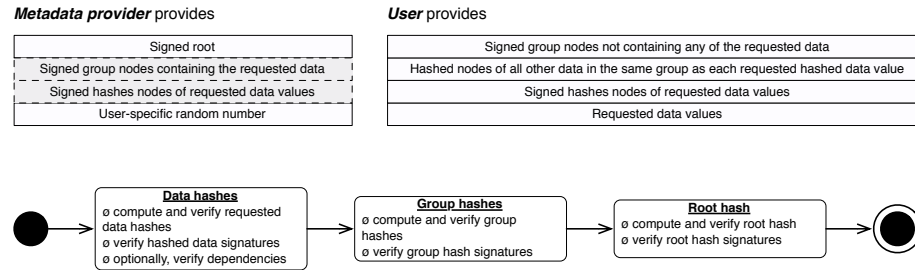 Metadata provider provides
Signed root
Signed group nodes containing the requested data
Signed hashes nodes of requested data values
User-specific random number
User provides
Signed group nodes not containing any of the requested data
Hashed nodes of all other data in the same group as each requested hashed data value
Signed hashes nodes of requested data values
Requested data values
Data hashes
ø compute and verify requested
data hashes
ø verify hashed data signatures
ø optionally, verify dependencies
Group hashes
ø compute and verify group
hashes
ø verify group hash signatures
Root hash
ø compute and verify root hash
ø verify root hash signatures